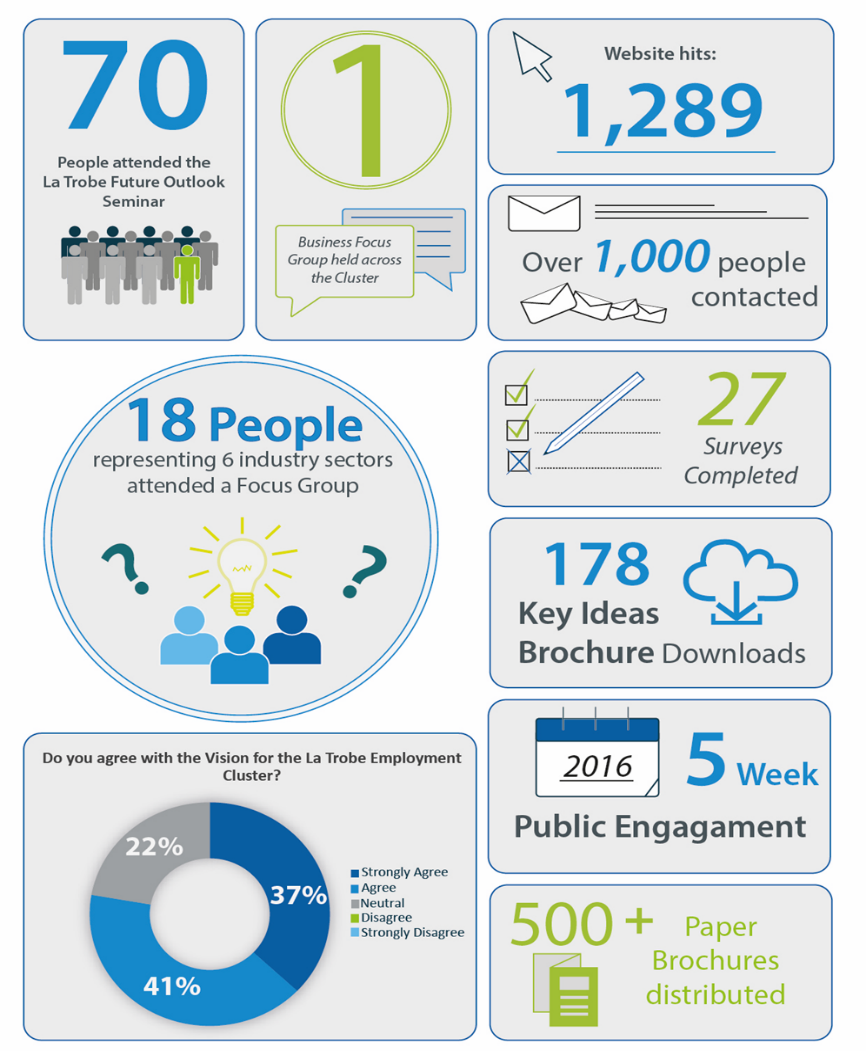 70
People attended the
La Trobe Future Outlook
Seminar
1
Business Focus
Group held across
the Cluster
Website hits:
1,289
Over 1,000 people
contacted
18 People
representing 6 industry sectors
attended a Focus Group
? ?
27
Surveys
Completed
178
Key Ideas
Brochure Downloads
2016
5 Week
Public Engagament
Do you agree with the Vision for the La Trobe Employment
Cluster?
22%
37%
41%
Strongly Agree
Agree
Neutral
Disagree
Strongly Disagree
500+
Paper
Brochures
distributed